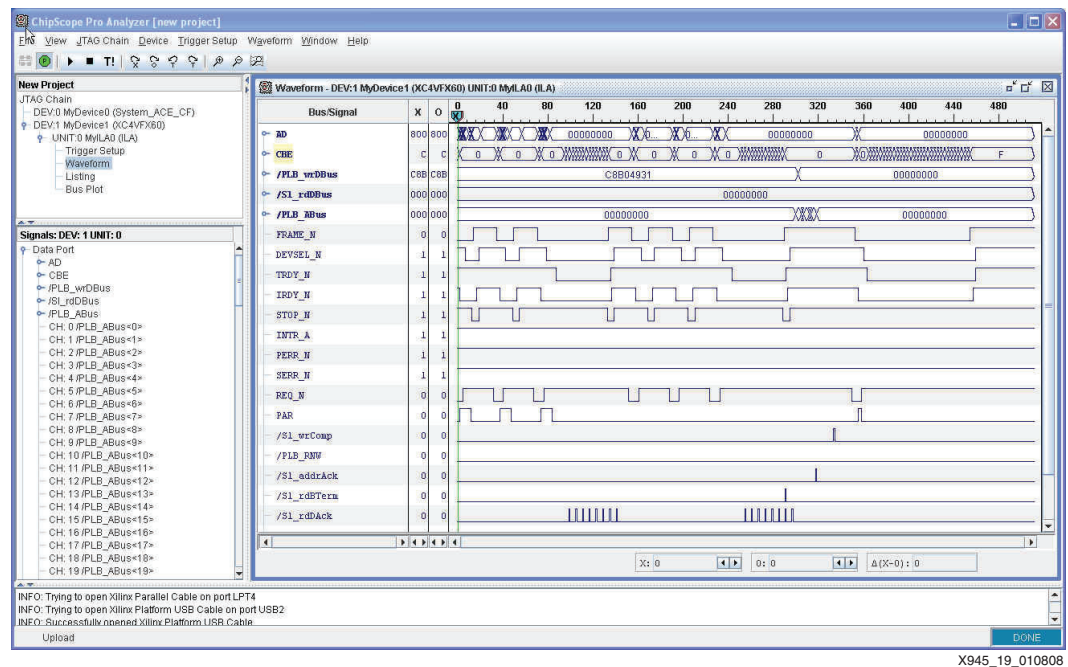 ChipScope Pro Analyzer [new project]
View JTAG Chain Device Trigger Setup Waveform Window Help
T!
New Project
JTAG Chain
DEV:0 MyDevice0 (System_ACE_CF)
DEV:1 MyDevice1 (XC4VFX60)
UNIT:0 MyILA0 (ILA)
Trigger Setup
Waveform
Listing
Bus Plot
Signals: DEV: 1 UNIT: 0
Data Port
AD
CBE
/PLB_wrDBus
/Sl_rdDBus
/PLB_ABus
CH: 0 /PLB_ABus<0>
CH: 1 /PLB_ABus<1>
CH: 2 /PLB_ABus<2>
CH: 3 /PLB_ABus<3>
CH: 4 /PLB_ABus<4>
CH: 5 /PLB_ABus<5>
CH: 6 /PLB_ABus<6>
CH: 7 /PLB_ABus<7>
CH: 8 /PLB_ABus<8>
CH: 9 /PLB_ABus<9>
CH: 10 /PLB_ABus<10>
CH: 11 /PLB_ABus<11>
CH: 12 /PLB_ABus<12>
CH: 13 /PLB_ABus<13>
CH: 14 /PLB_ABus<14>
CH: 15 /PLB_ABus<15>
CH: 16 /PLB_ABus<16>
CH: 17 /PLB_ABus<17>
CH: 18 /PLB_ABus<18>
CH: 19 /PLB_ABus<19>
Waveform - DEV:1 MyDevice1 (XC4VFX60) UNIT:0 MyILA0 (ILA)
Bus/Signal X O 0 40 80 120 160 200 240 280 320 360 400 440 480
AD 800 800 00000000 0... 0... 00000000 00000000
CBE C C 0 0 0 0 0 0 0 0 0 F
/PLB_wrDBus C8B C8B C8B04931 00000000
/Sl_rdDBus 000 000 00000000
/PLB_ABus 000 000 00000000 00000000
FRAME_N 0 0
DEVSEL_N 1 1
TRDY_N 1 1
IRDY_N 1 1
STOP_N 1 1
INTR_A 1 1
PERR_N 1 1
SERR_N 1 1
REQ_N 0 0
PAR 0 0
/Sl_wrComp 0 0
/PLB_RNW 0 0
/Sl_addrAck 0 0
/Sl_rdBTerm 0 0
/Sl_rdDAck 0 0
X: 0 O: 0 Δ(X-O): 0
INFO: Trying to open Xilinx Parallel Cable on port LPT4
INFO: Trying to open Xilinx Platform USB Cable on port USB2
INFO: Successfully opened Xilinx Platform USB Cable
Upload DONE
X945_19_010808